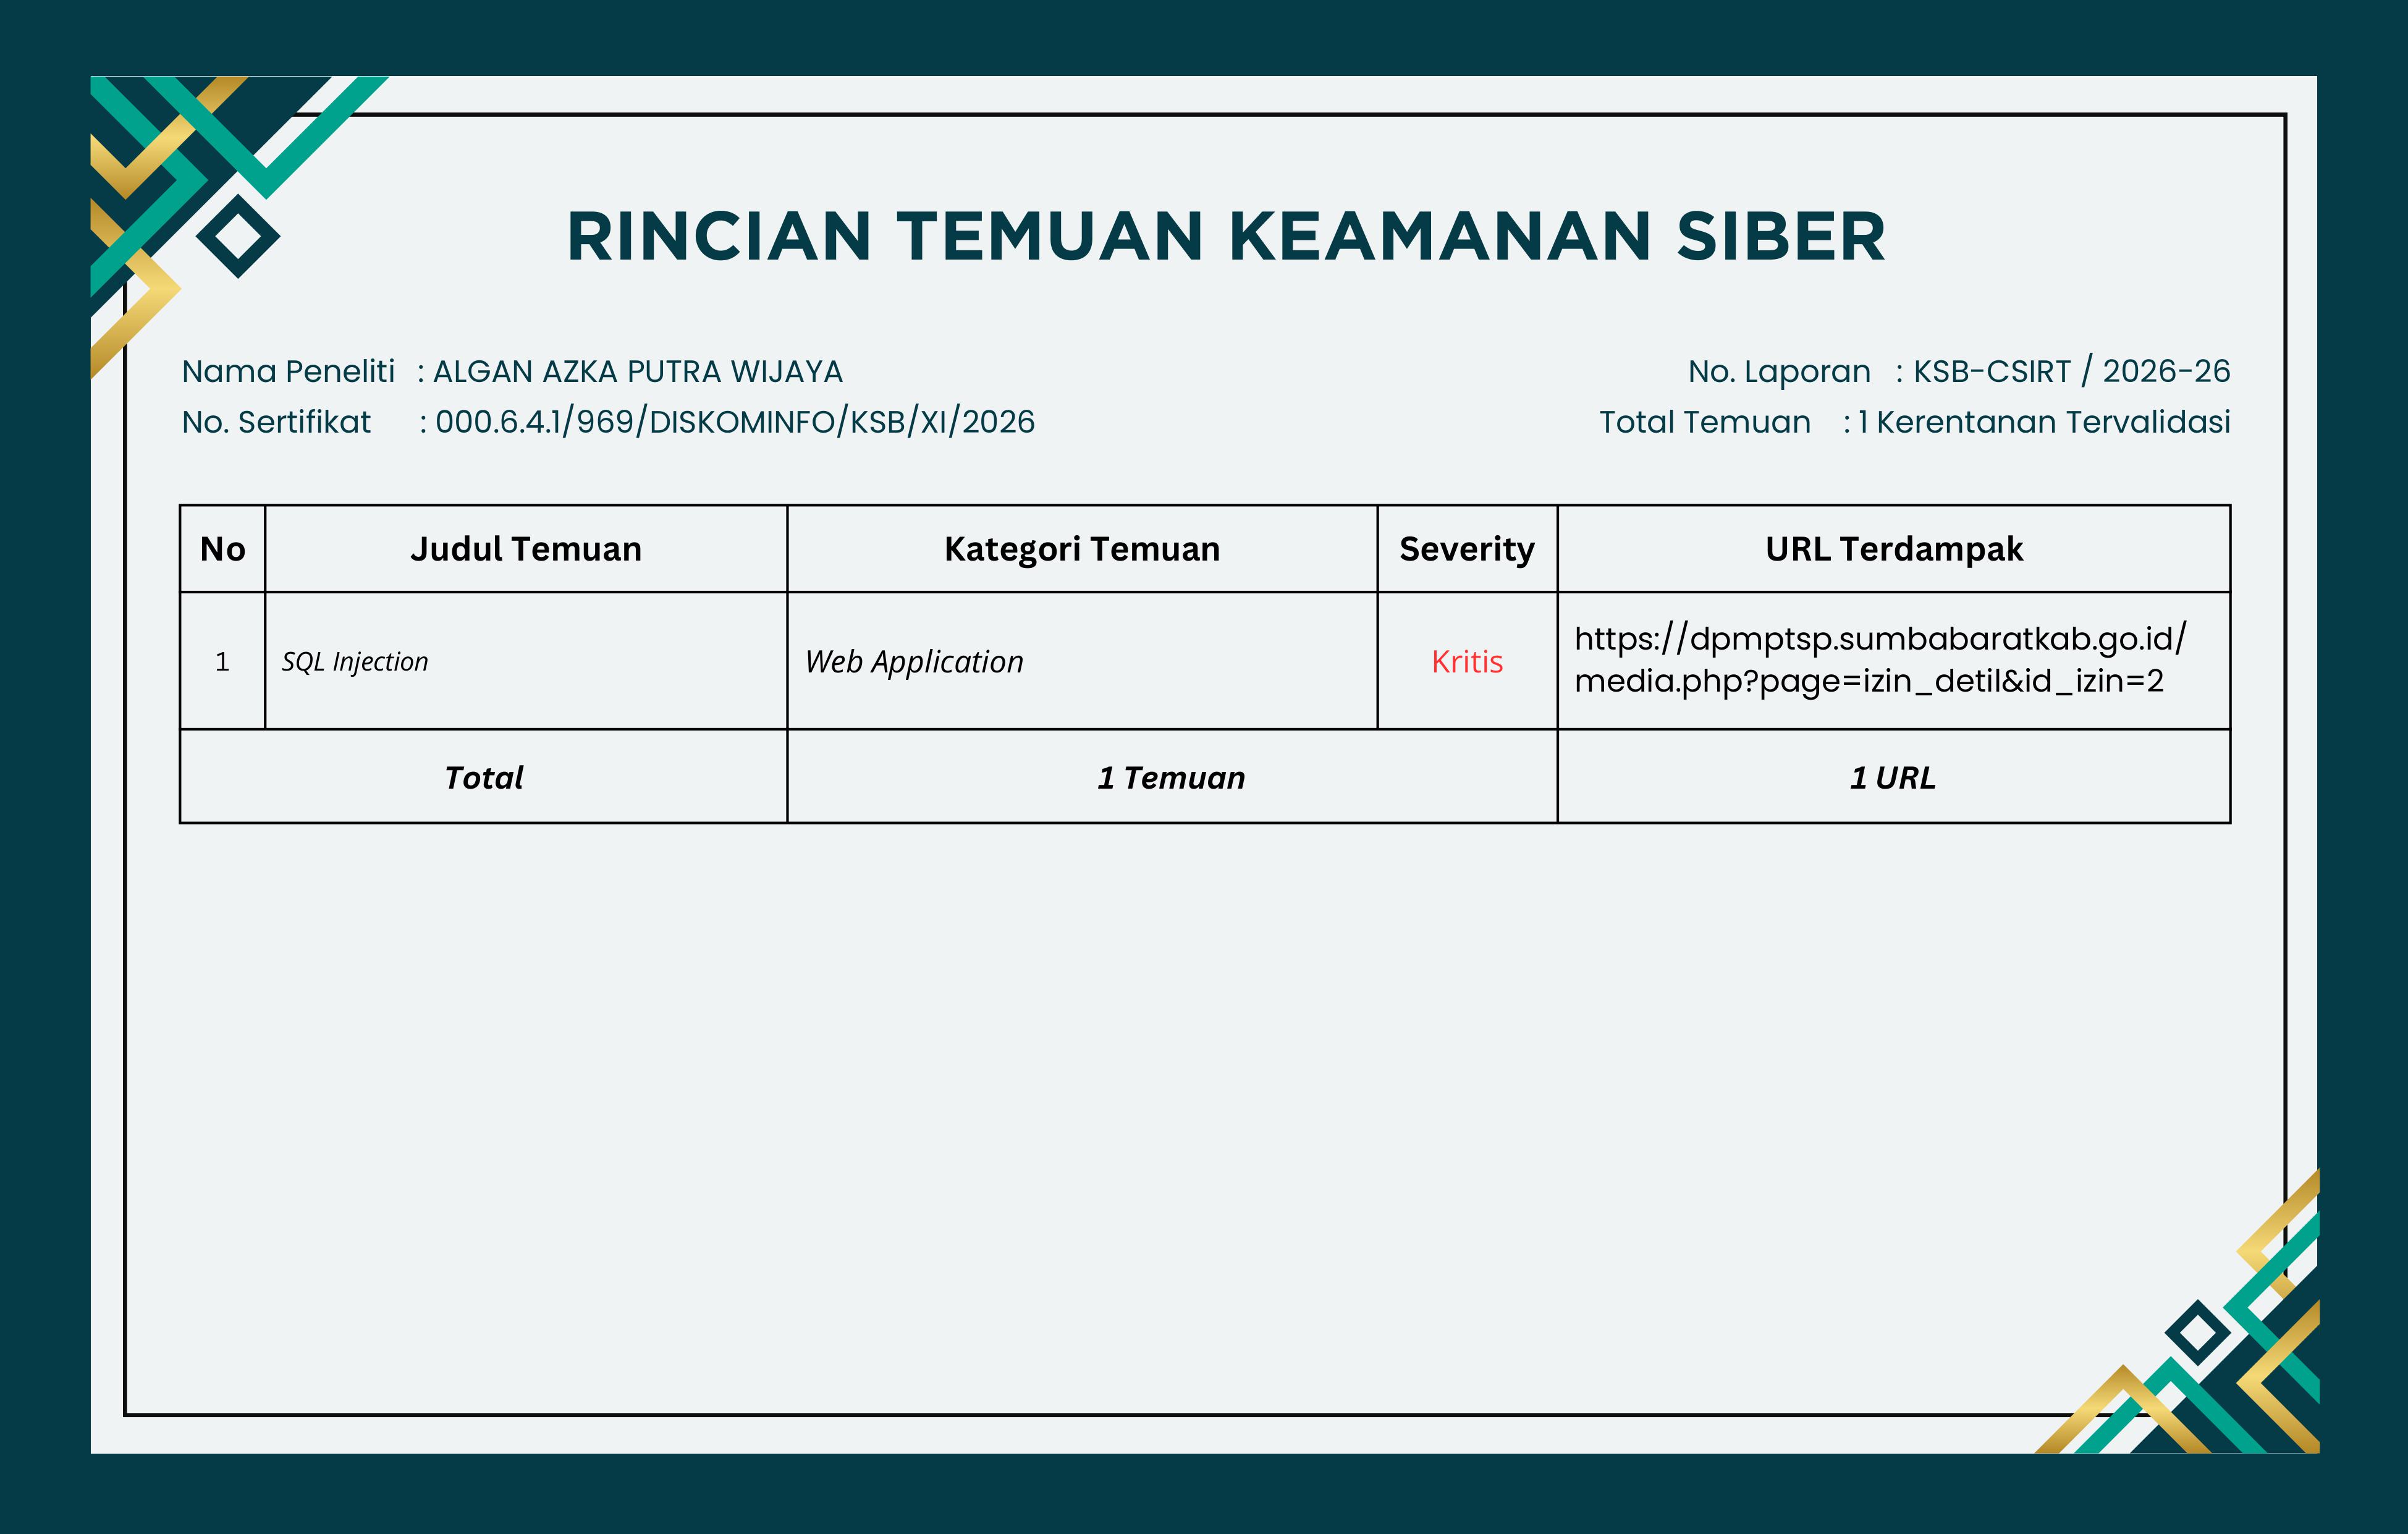 RINCIAN TEMUAN KEAMANAN SIBER
Nama Peneliti : ALGAN AZKA PUTRA WIJAYA
No. Sertifikat : 000.6.4.1/969/DISKOMINFO/KSB/XI/2026
No. Laporan : KSB-CSIRT / 2026-26
Total Temuan : 1 Kerentanan Tervalidasi
No Judul Temuan Kategori Temuan Severity URL Terdampak
1 SQL Injection Web Application Kritis https://dpmptsp.sumbabaratkab.go.id/
media.php?page=izin_detil&id_izin=2
Total 1 Temuan 1 URL